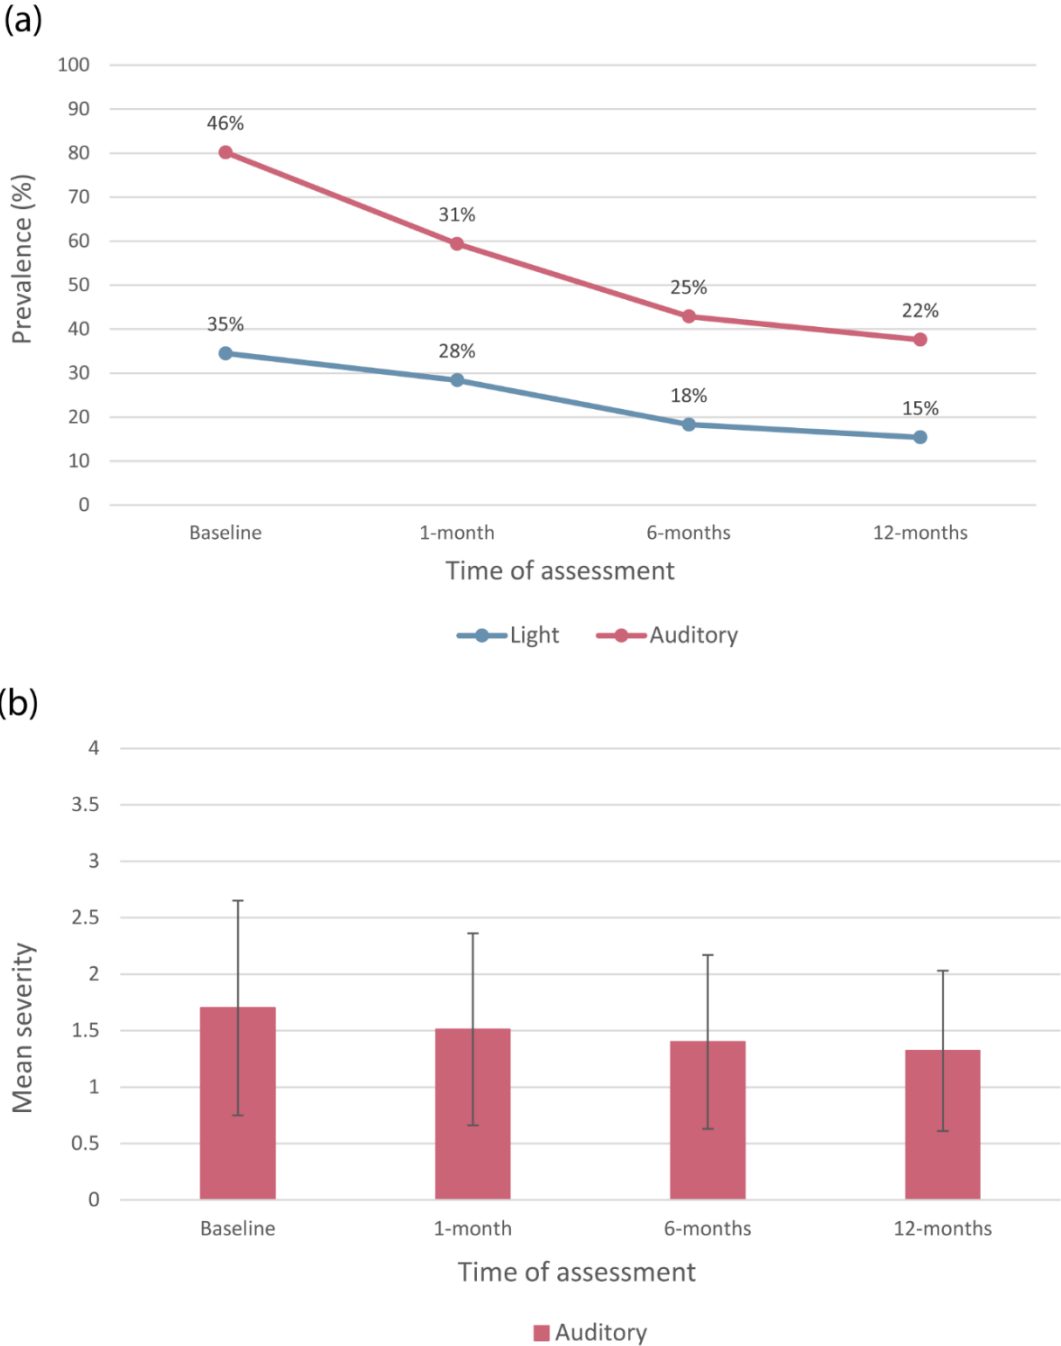 (a)
100
90
80
70
60
50
40
30
20
10
0
Prevalence (%)
46%
31%
25%
22%
35%
28%
18%
15%
Baseline 1-month 6-months 12-months
Time of assessment
Light Auditory
(b)
4
3.5
3
2.5
2
1.5
1
0.5
0
Mean severity
Baseline 1-month 6-months 12-months
Time of assessment
Auditory